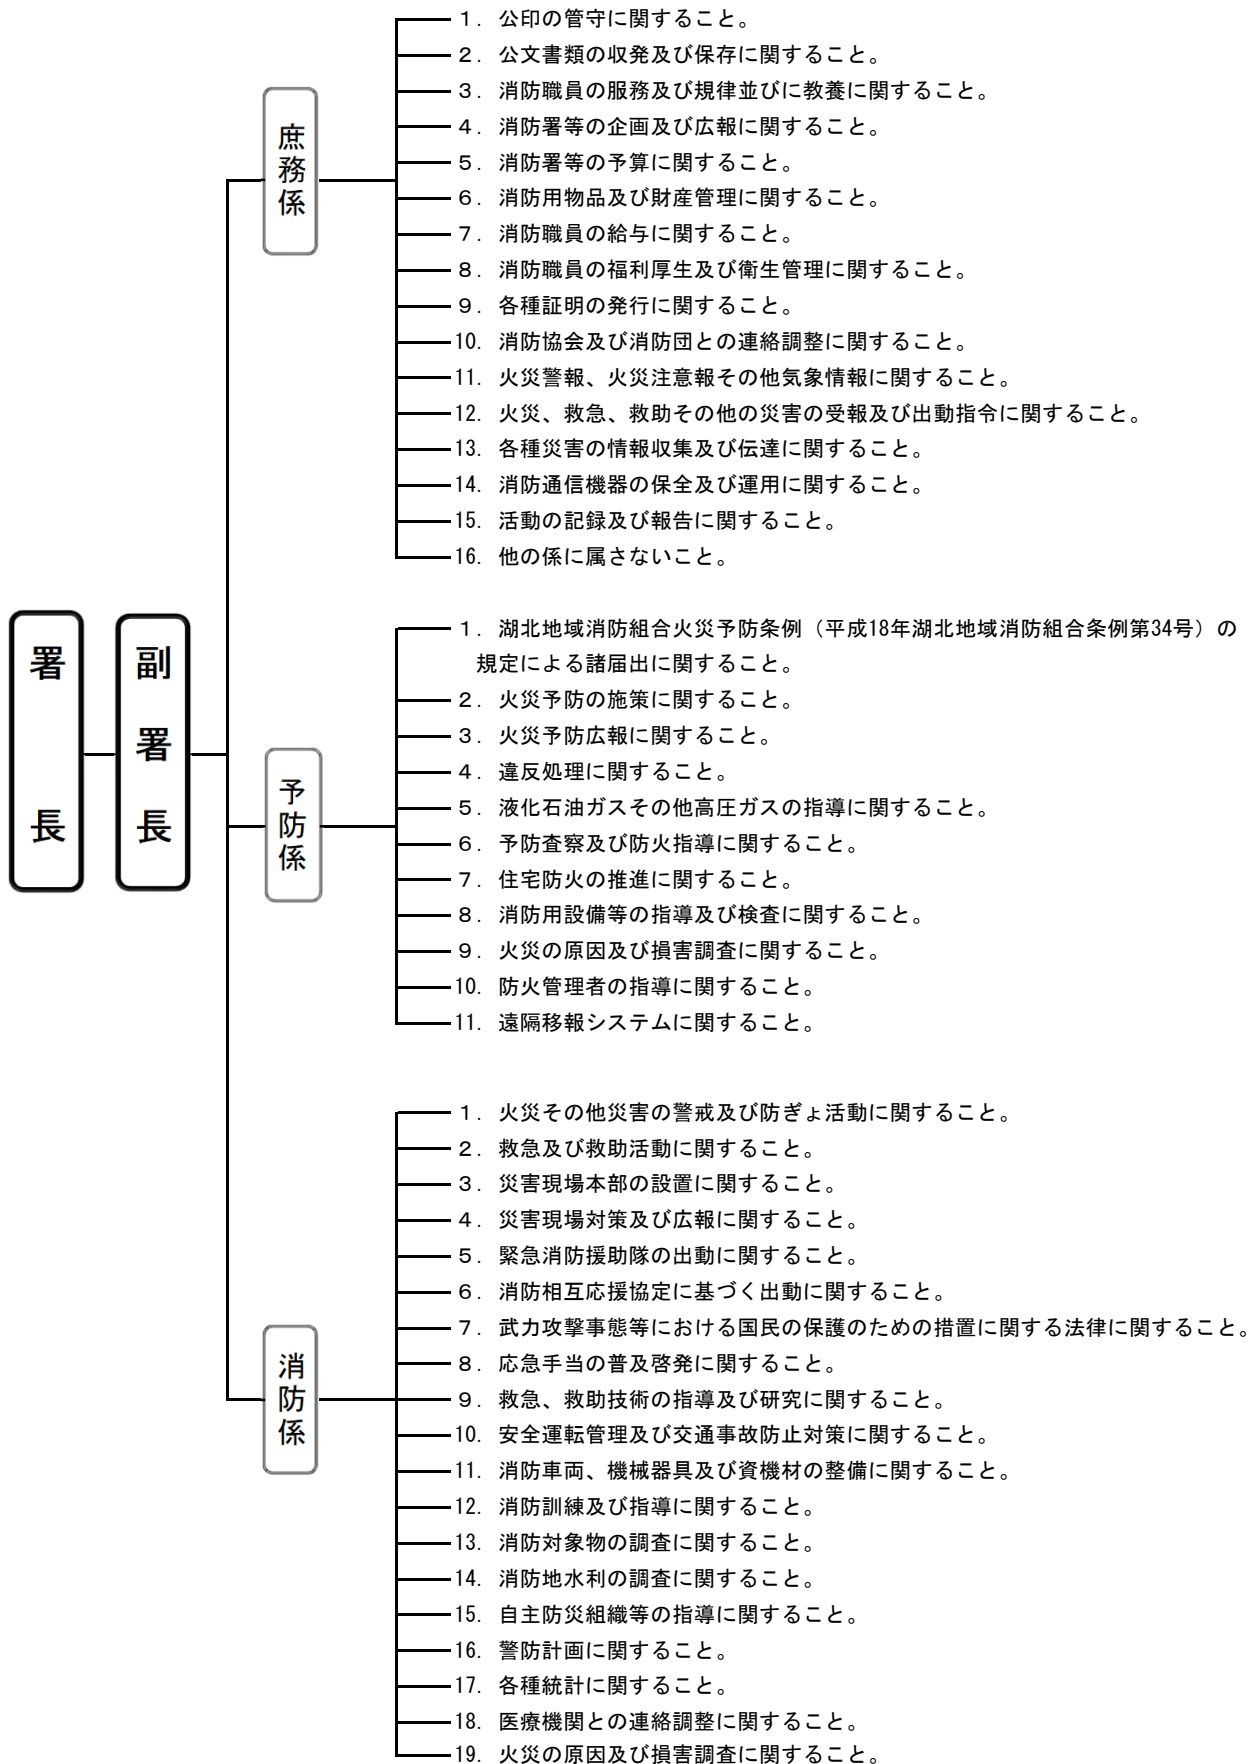 署長
副署長
庶務係
１．公印の管守に関すること。
２．公文書類の収発及び保存に関すること。
３．消防職員の服務及び規律並びに教養に関すること。
４．消防署等の企画及び広報に関すること。
５．消防署等の予算に関すること。
６．消防用物品及び財産管理に関すること。
７．消防職員の給与に関すること。
８．消防職員の福利厚生及び衛生管理に関すること。
９．各種証明の発行に関すること。
10．消防協会及び消防団との連絡調整に関すること。
11．火災警報、火災注意報その他気象情報に関すること。
12．火災、救急、救助その他の災害の受報及び出動指令に関すること。
13．各種災害の情報収集及び伝達に関すること。
14．消防通信機器の保全及び運用に関すること。
15．活動の記録及び報告に関すること。
16．他の係に属さないこと。
予防係
１．湖北地域消防組合火災予防条例（平成18年湖北地域消防組合条例第34号）の
規定による諸届出に関すること。
２．火災予防の施策に関すること。
３．火災予防広報に関すること。
４．違反処理に関すること。
５．液化石油ガスその他高圧ガスの指導に関すること。
６．予防査察及び防火指導に関すること。
７．住宅防火の推進に関すること。
８．消防用設備等の指導及び検査に関すること。
９．火災の原因及び損害調査に関すること。
10．防火管理者の指導に関すること。
11．遠隔移報システムに関すること。
消防係
１．火災その他災害の警戒及び防ぎょ活動に関すること。
２．救急及び救助活動に関すること。
３．災害現場本部の設置に関すること。
４．災害現場対策及び広報に関すること。
５．緊急消防援助隊の出動に関すること。
６．消防相互応援協定に基づく出動に関すること。
７．武力攻撃事態等における国民の保護のための措置に関する法律に関すること。
８．応急手当の普及啓発に関すること。
９．救急、救助技術の指導及び研究に関すること。
10．安全運転管理及び交通事故防止対策に関すること。
11．消防車両、機械器具及び資機材の整備に関すること。
12．消防訓練及び指導に関すること。
13．消防対象物の調査に関すること。
14．消防地水利の調査に関すること。
15．自主防災組織等の指導に関すること。
16．警防計画に関すること。
17．各種統計に関すること。
18．医療機関との連絡調整に関すること。
19．火災の原因及び損害調査に関すること。